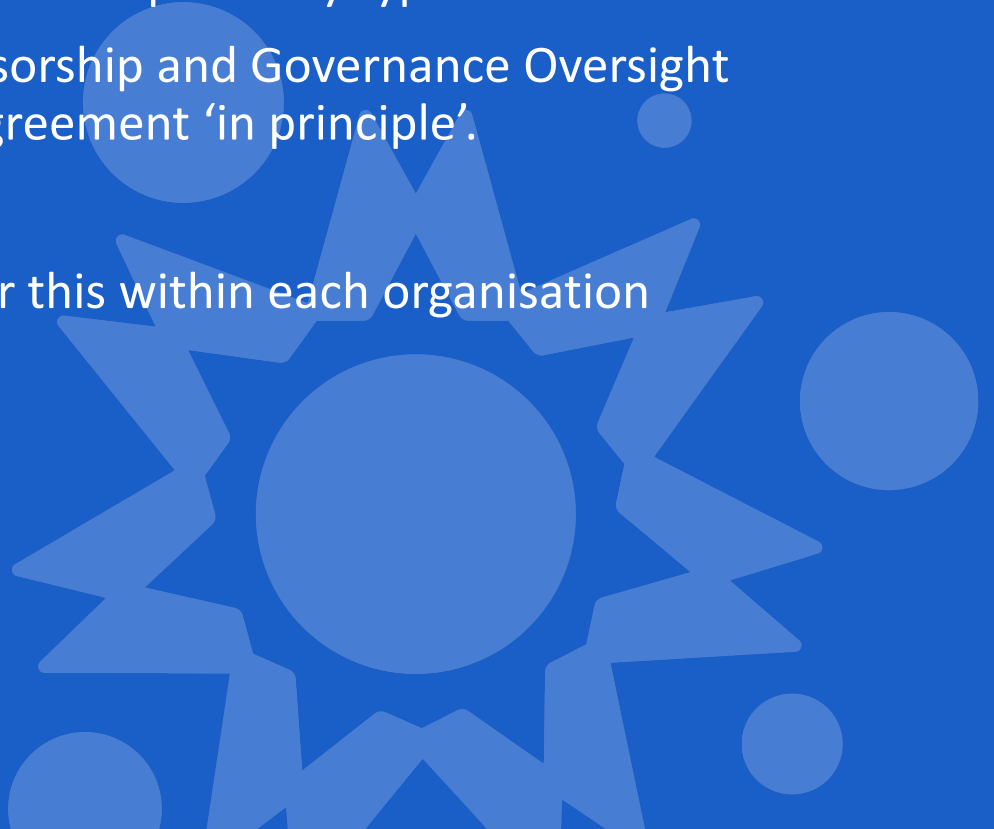 sorship and Governance Oversight
greement ‘in principle’.
r this within each organisation